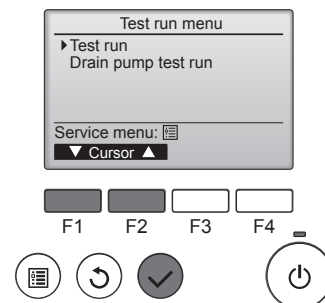 Test run menu
Test run
Drain pump test run
Service menu:
▼ Cursor ▲
F1 F2 F3 F4